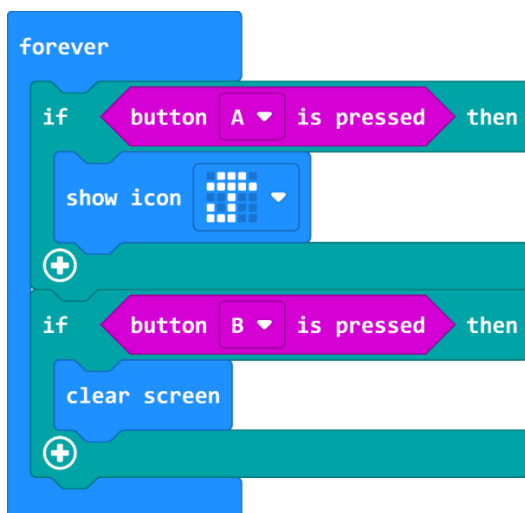 forever
if button A is pressed then
show icon
if button B is pressed then
clear screen